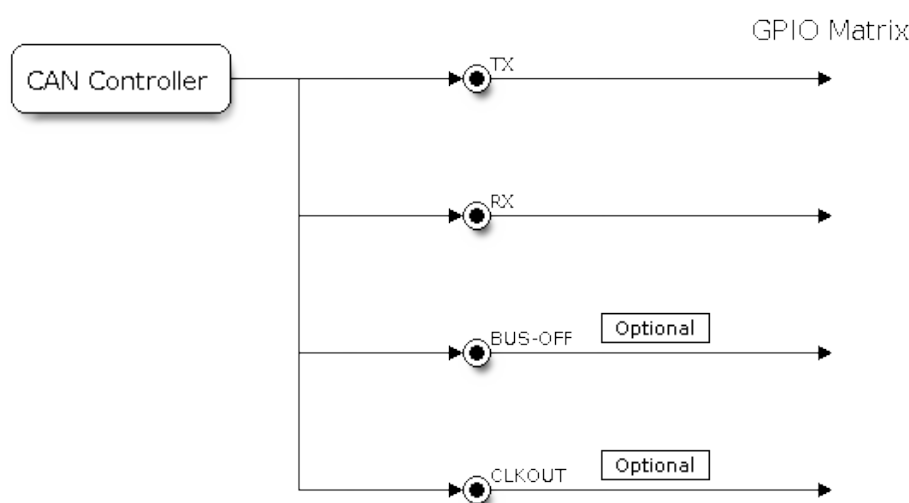 GPIO Matrix
CAN Controller
TX
RX
BUS-OFF
Optional
CLKOUT
Optional